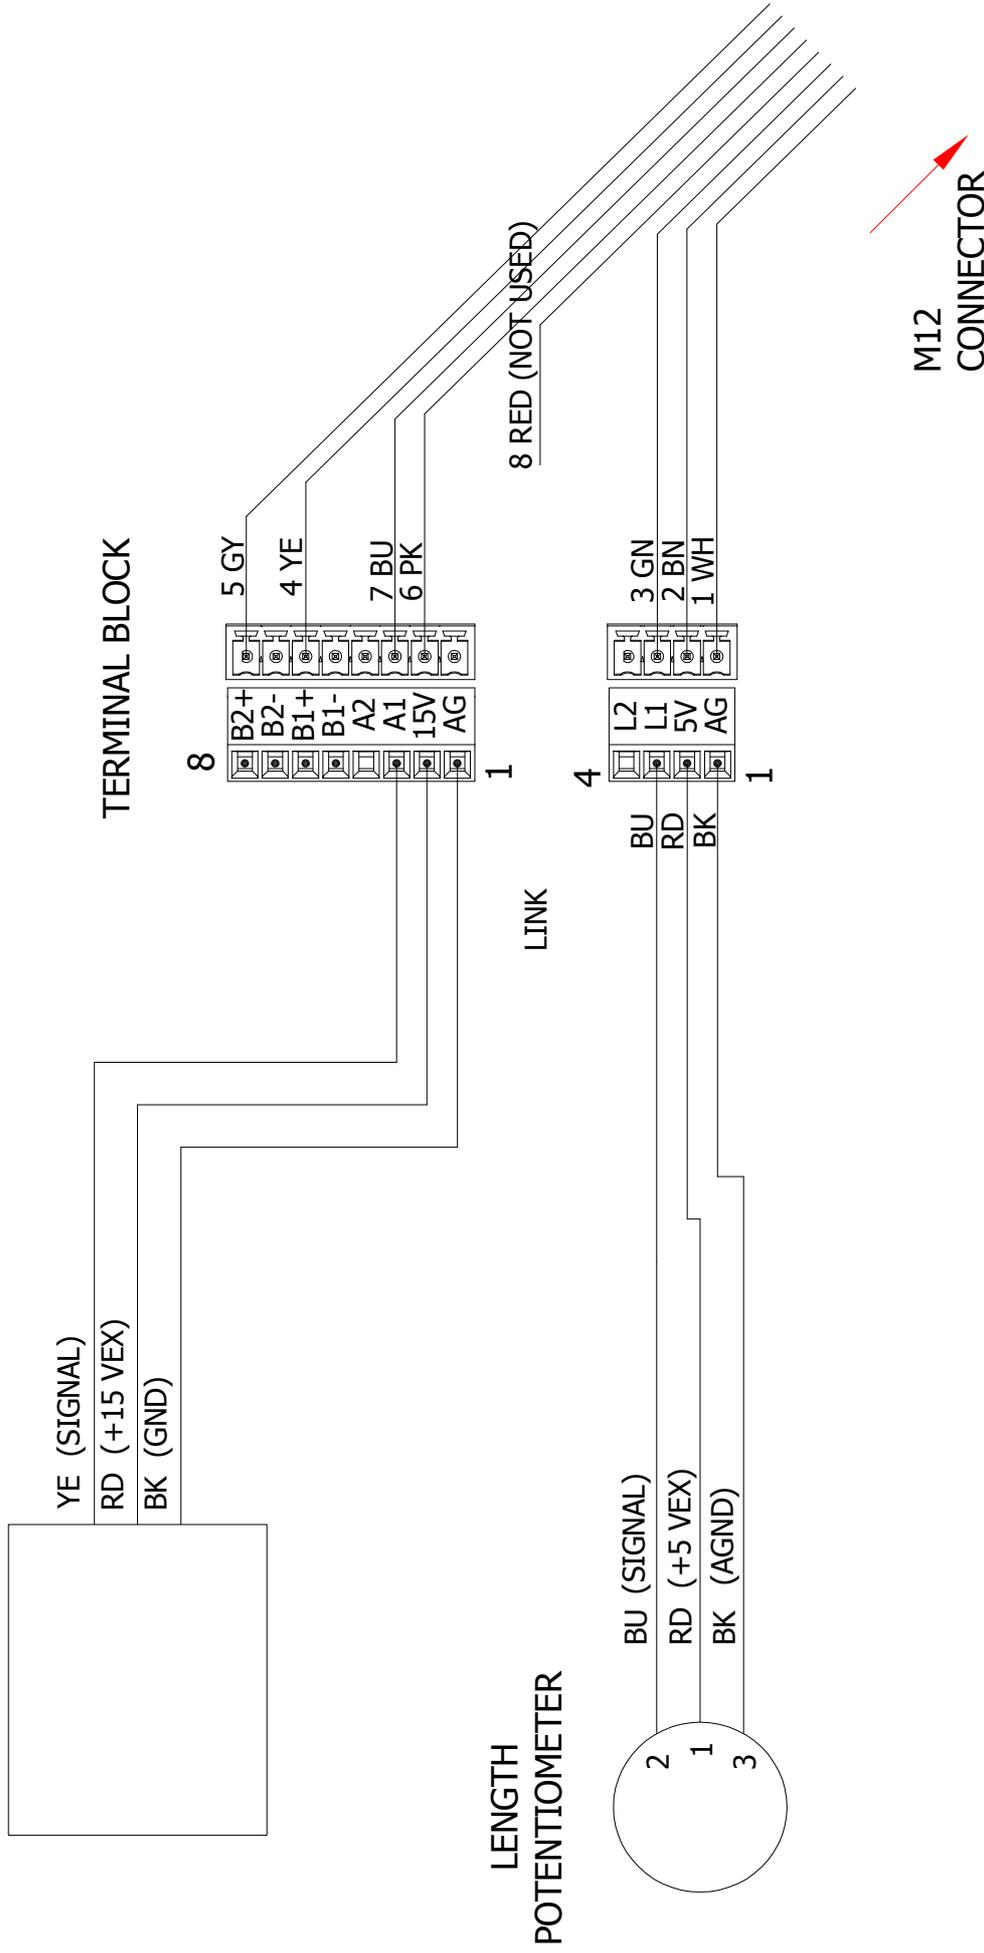 TERMINAL BLOCK
YE (SIGNAL)
RD (+15 VEX)
BK (GND)
8
B2+
B2-
B1+
B1-
A2
A1
15V
AG
1
5 GY
4 YE
7 BU
6 PK
8 RED (NOT USED)
LINK
LENGTH
POTENTIOMETER
2
1
3
BU (SIGNAL)
RD (+5 VEX)
BK (AGND)
BU
RD
BK
4
L2
L1
5V
AG
1
3 GN
2 BN
1 WH
M12
CONNECTOR